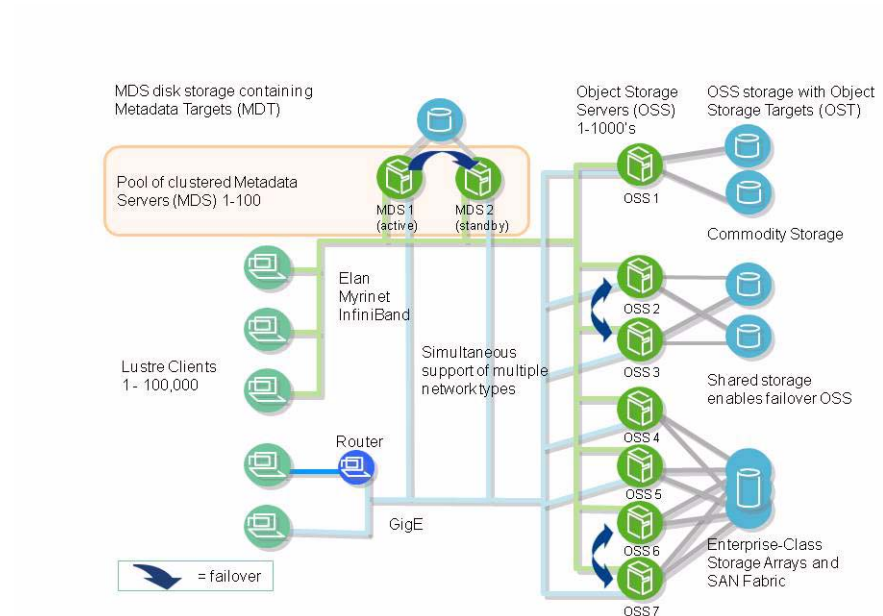 MDS disk storage containing
Metadata Targets (MDT)
Object Storage
Servers (OSS)
1-1000's
OSS storage with Object
Storage Targets (OST)
Pool of clustered Metadata
Servers (MDS) 1-100
MDS 1
(active)
MDS 2
(standby)
OSS 1
Commodity Storage
Elan
Myrinet
InfiniBand
OSS 2
Simultaneous
support of multiple
network types
OSS 3
Lustre Clients
1 - 100,000
Shared storage
enables failover OSS
OSS 4
Router
OSS 5
GigE
OSS 6
Enterprise-Class
Storage Arrays and
SAN Fabric
= failover
OSS 7